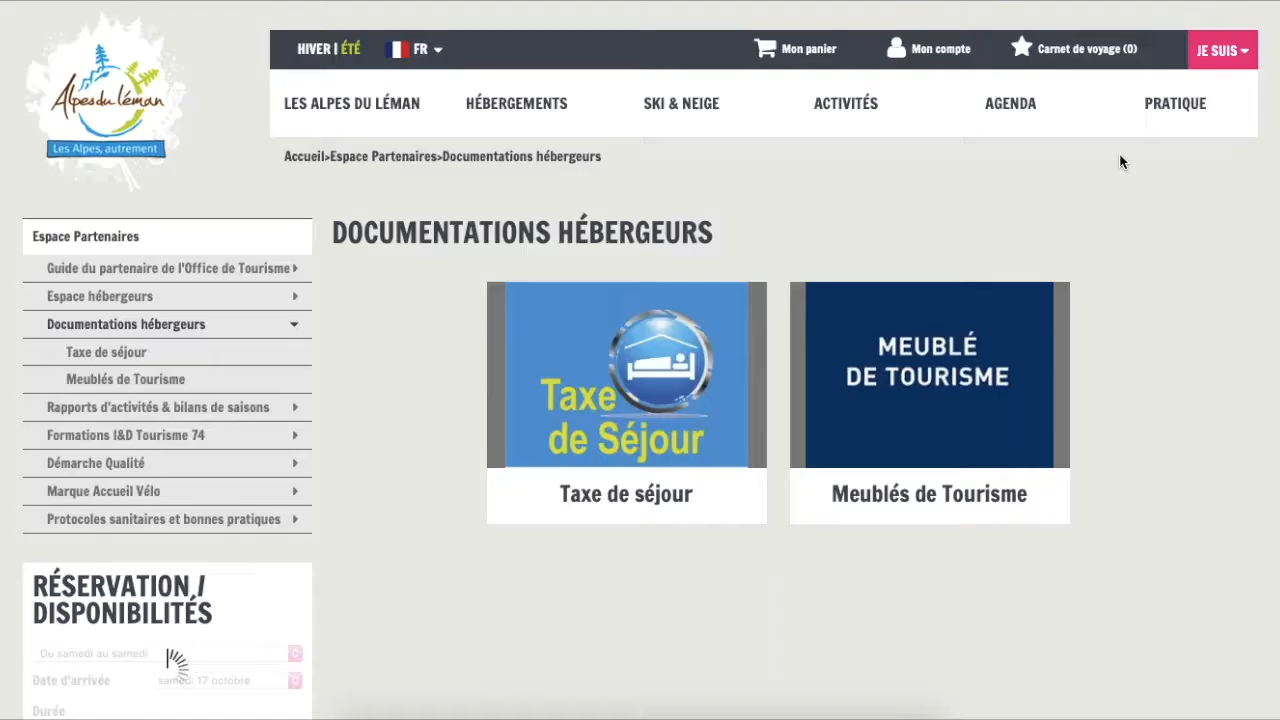 Alpes du léman
Les Alpes, autrement
HIVER | ÉTÉ
FR
Mon panier
Mon compte
Carnet de voyage (0)
JE SUIS
LES ALPES DU LÉMAN
HÉBERGEMENTS
SKI & NEIGE
ACTIVITÉS
AGENDA
PRATIQUE
Accueil>Espace Partenaires>Documentations hébergeurs
Espace Partenaires
Guide du partenaire de l'Office de Tourisme
Espace hébergeurs
Documentations hébergeurs
Taxe de séjour
Meublés de Tourisme
Rapports d'activités & bilans de saisons
Formations I&D Tourisme 74
Démarche Qualité
Marque Accueil Vélo
Protocoles sanitaires et bonnes pratiques
RÉSERVATION /
DISPONIBILITÉS
Du samedi au samedi
Date d'arrivée
samedi 17 octobre
Durée
DOCUMENTATIONS HÉBERGEURS
Taxe
de Séjour
Taxe de séjour
MEUBLÉ
DE TOURISME
Meublés de Tourisme